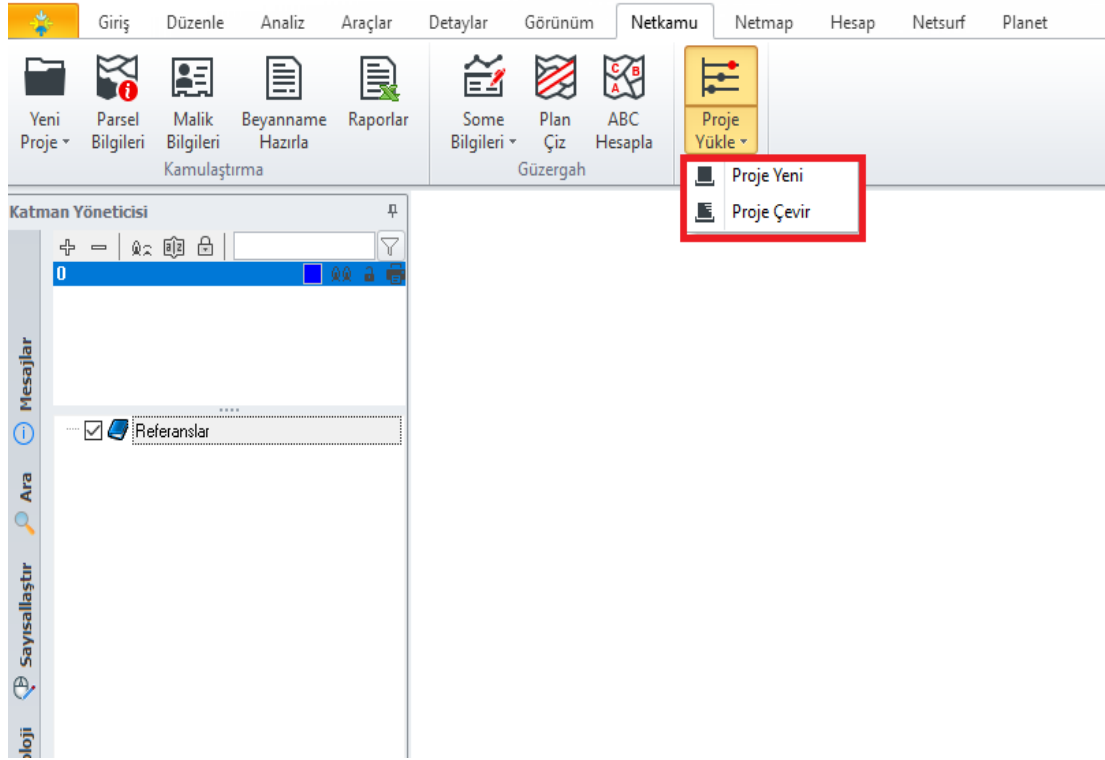 Giriş Düzenle Analiz Araçlar Detaylar Görünüm Netkamu Netmap Hesap Netsurf Planet
Yeni Proje
Parsel Bilgileri
Malik Bilgileri
Beyanname Hazırla
Raporlar
Kamulaştırma
Some Bilgileri
Plan Çiz
ABC Hesapla
Güzergah
Proje Yükle
Proje Yeni
Proje Çevir
Katman Yöneticisi
0
Referanslar
Mesajlar
Ara
Sayısallaştır